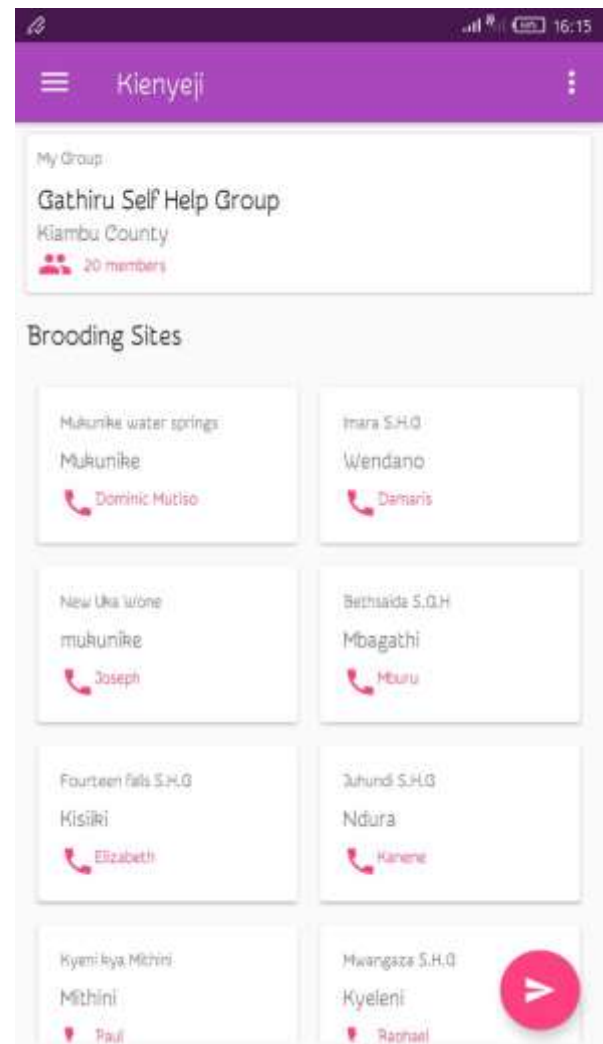 16:15
Kienyeji
My Group
Gathiru Self Help Group
Kiambu County
20 members
Brooding Sites
Mukunike water springs
Mukunike
Dominic Mutiso
Imara S.H.G
Wendano
Damaris
New Uka Wone
mukunike
Joseph
Bethsaida S.G.H
Mbagathi
Mburu
Fourteen falls S.H.G
Kisiiki
Elizabeth
Juhundi S.H.G
Ndura
Kanene
Kyeni kya Mithini
Mithini
Paul
Mwangaza S.H.G
Kyeleni
Raphael